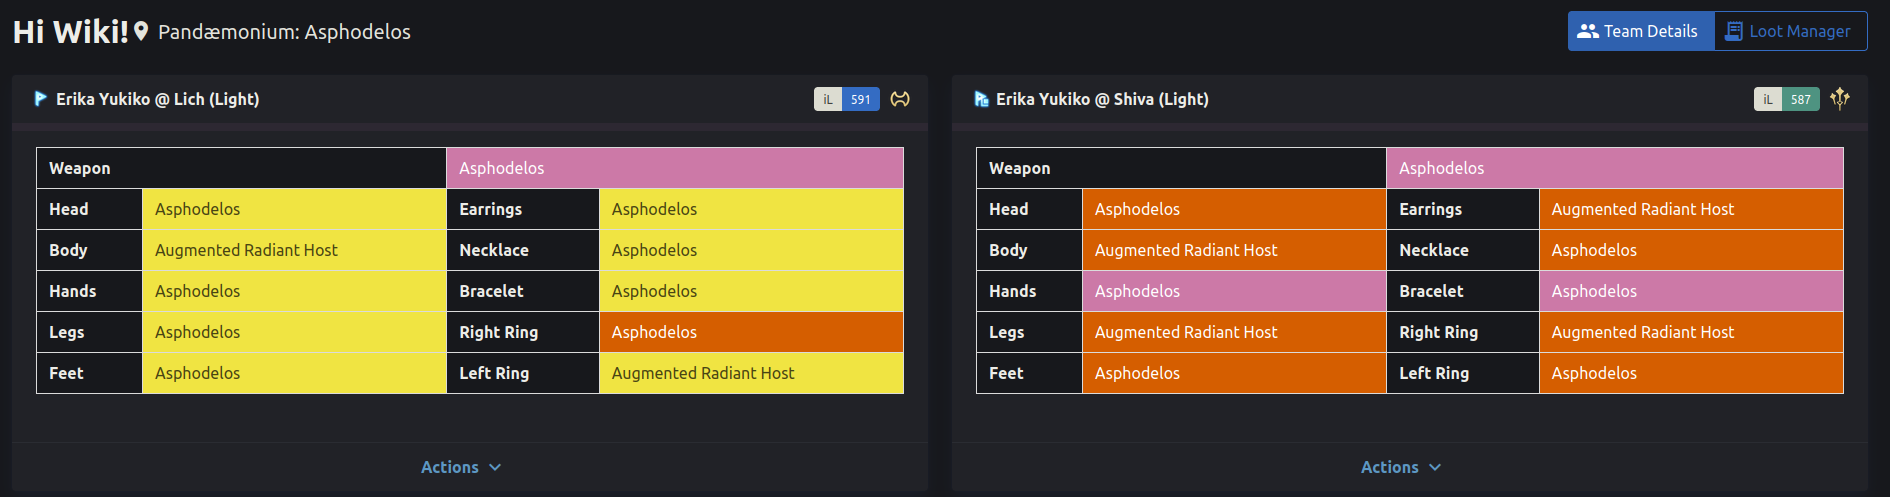 Hi Wiki! Pandæmonium: Asphodelos
Team Details Loot Manager
Erika Yukiko @ Lich (Light) iL 591
Weapon Asphodelos
Head Asphodelos Earrings Asphodelos
Body Augmented Radiant Host Necklace Asphodelos
Hands Asphodelos Bracelet Asphodelos
Legs Asphodelos Right Ring Asphodelos
Feet Asphodelos Left Ring Augmented Radiant Host
Actions
Erika Yukiko @ Shiva (Light) iL 587
Weapon Asphodelos
Head Asphodelos Earrings Augmented Radiant Host
Body Augmented Radiant Host Necklace Asphodelos
Hands Asphodelos Bracelet Asphodelos
Legs Augmented Radiant Host Right Ring Augmented Radiant Host
Feet Asphodelos Left Ring Asphodelos
Actions